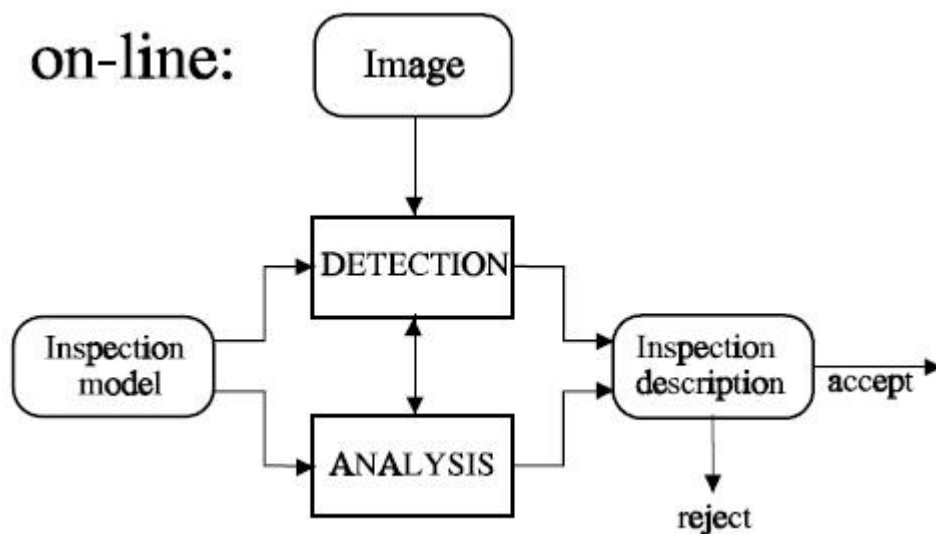 on-line:
Image
DETECTION
Inspection
model
Inspection
description
accept
ANALYSIS
reject